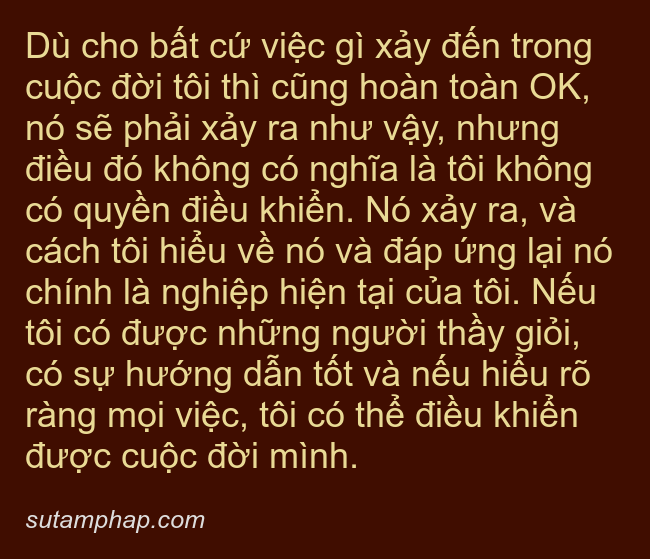 Dù cho bất cứ việc gì xảy đến trong
cuộc đời tôi thì cũng hoàn toàn OK,
nó sẽ phải xảy ra như vậy, nhưng
điều đó không có nghĩa là tôi không
có quyền điều khiển. Nó xảy ra, và
cách tôi hiểu về nó và đáp ứng lại nó
chính là nghiệp hiện tại của tôi. Nếu
tôi có được những người thầy giỏi,
có sự hướng dẫn tốt và nếu hiểu rõ
ràng mọi việc, tôi có thể điều khiển
được cuộc đời mình.
sutamphap.com